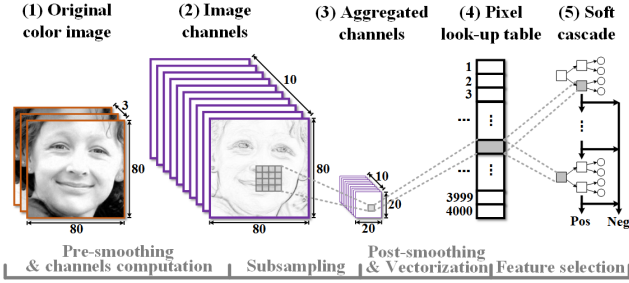 (1) Original
color image
(2) Image
channels
(3) Aggregated
channels
(4) Pixel
look-up table
(5) Soft
cascade
3
80
80
10
80
80
10
20
20
1
2
3
...
...
...
...
3999
4000
...
Pos
Neg
Pre-smoothing
& channels computation
Subsampling
Post-smoothing
& Vectorization
Feature selection